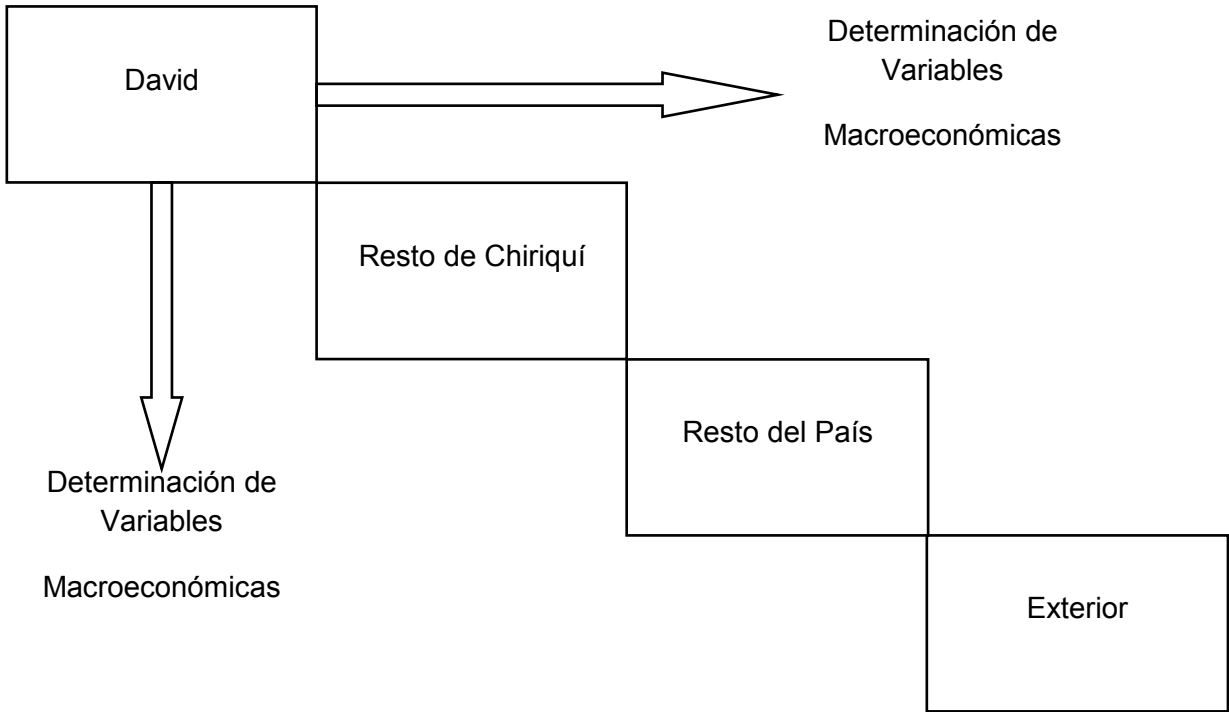 David
Determinación de
Variables
Macroeconómicas
Resto de Chiriquí
Resto del País
Determinación de
Variables
Macroeconómicas
Exterior